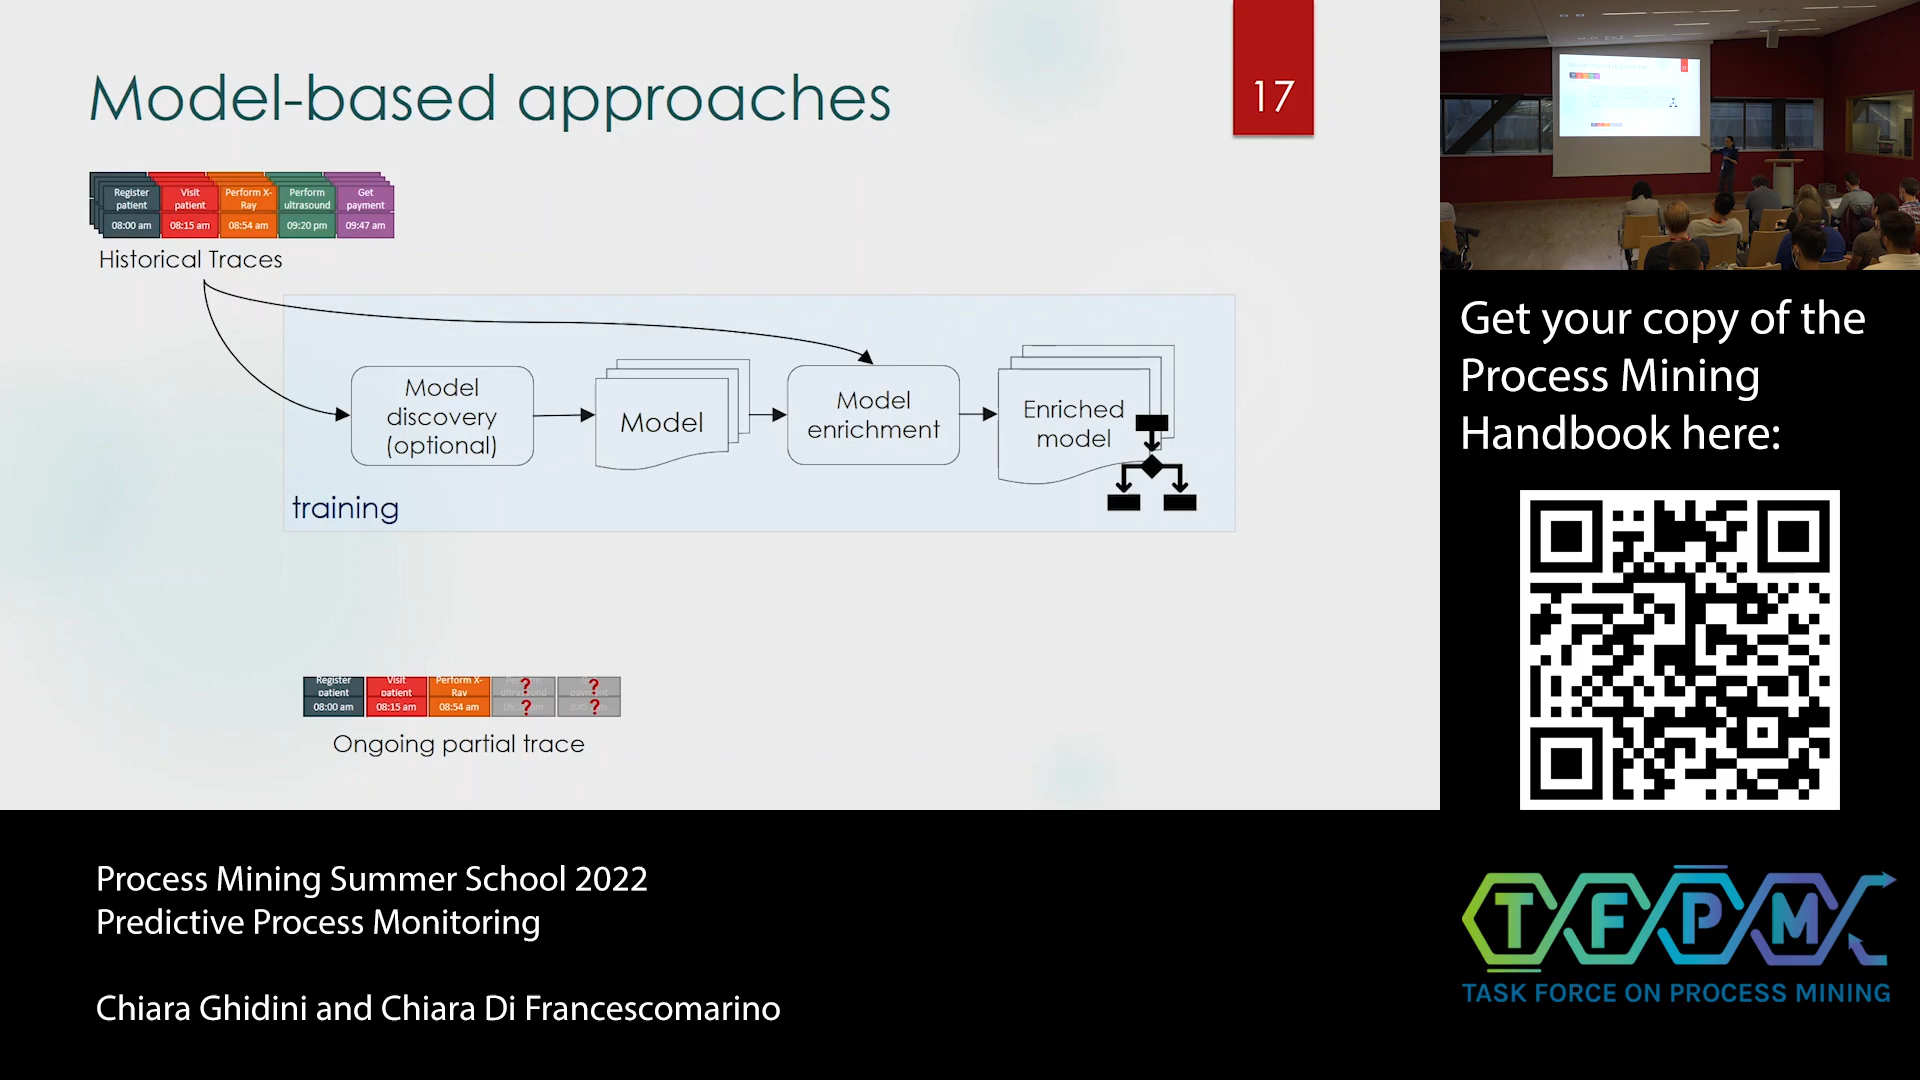 Model-based approaches
17
Register patient
Visit patient
Perform X-Ray
Perform ultrasound
Get payment
08:00 am
08:15 am
08:54 am
09:20 pm
09:47 am
Historical Traces
Model
discovery
(optional)
Model
Model
enrichment
Enriched
model
training
Register patient
Visit patient
Perform X-Ray
? ?
08:00 am
08:15 am
08:54 am
? ?
Ongoing partial trace
Get your copy of the
Process Mining
Handbook here:
Process Mining Summer School 2022
Predictive Process Monitoring
Chiara Ghidini and Chiara Di Francescomarino
TFPM
TASK FORCE ON PROCESS MINING